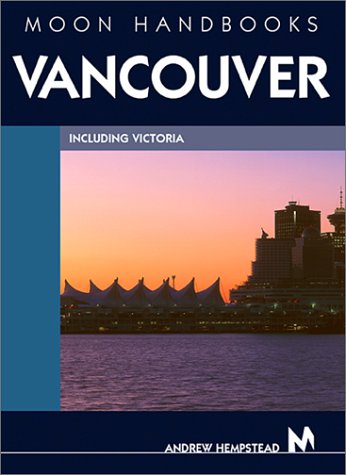 MOON HANDBOOKS
VANCOUVER
INCLUDING VICTORIA
ANDREW HEMPSTEAD